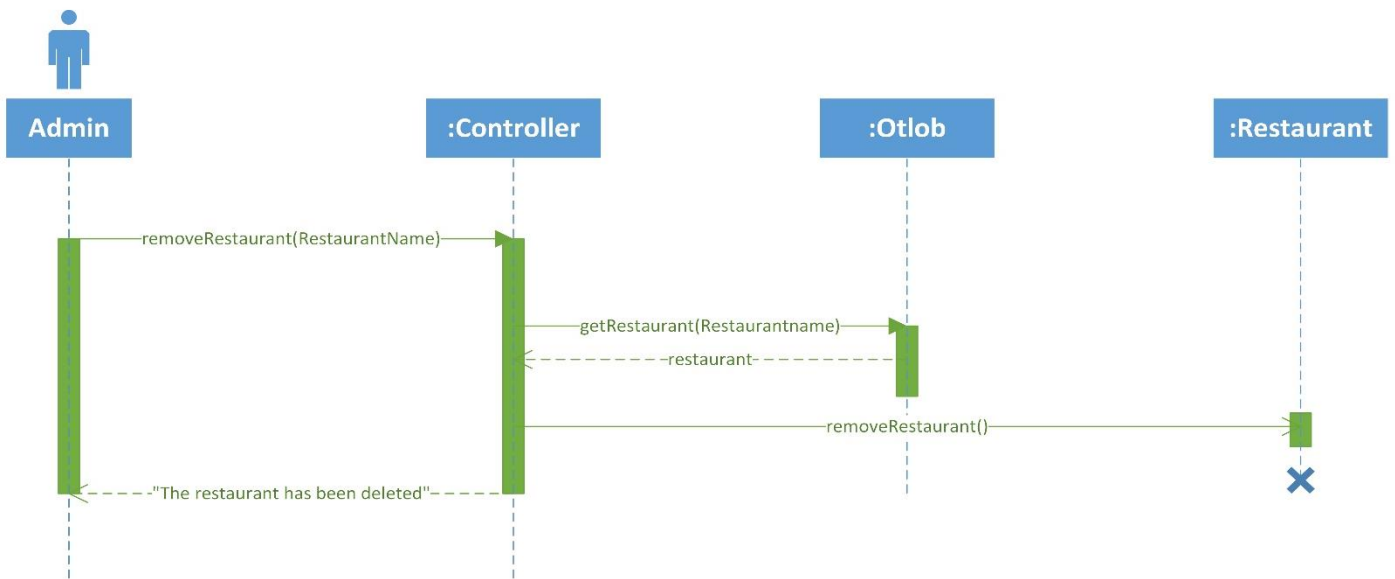 Admin
:Controller
:Otlob
:Restaurant
removeRestaurant(RestaurantName)
getRestaurant(Restaurantname)
restaurant
removeRestaurant()
"The restaurant has been deleted"